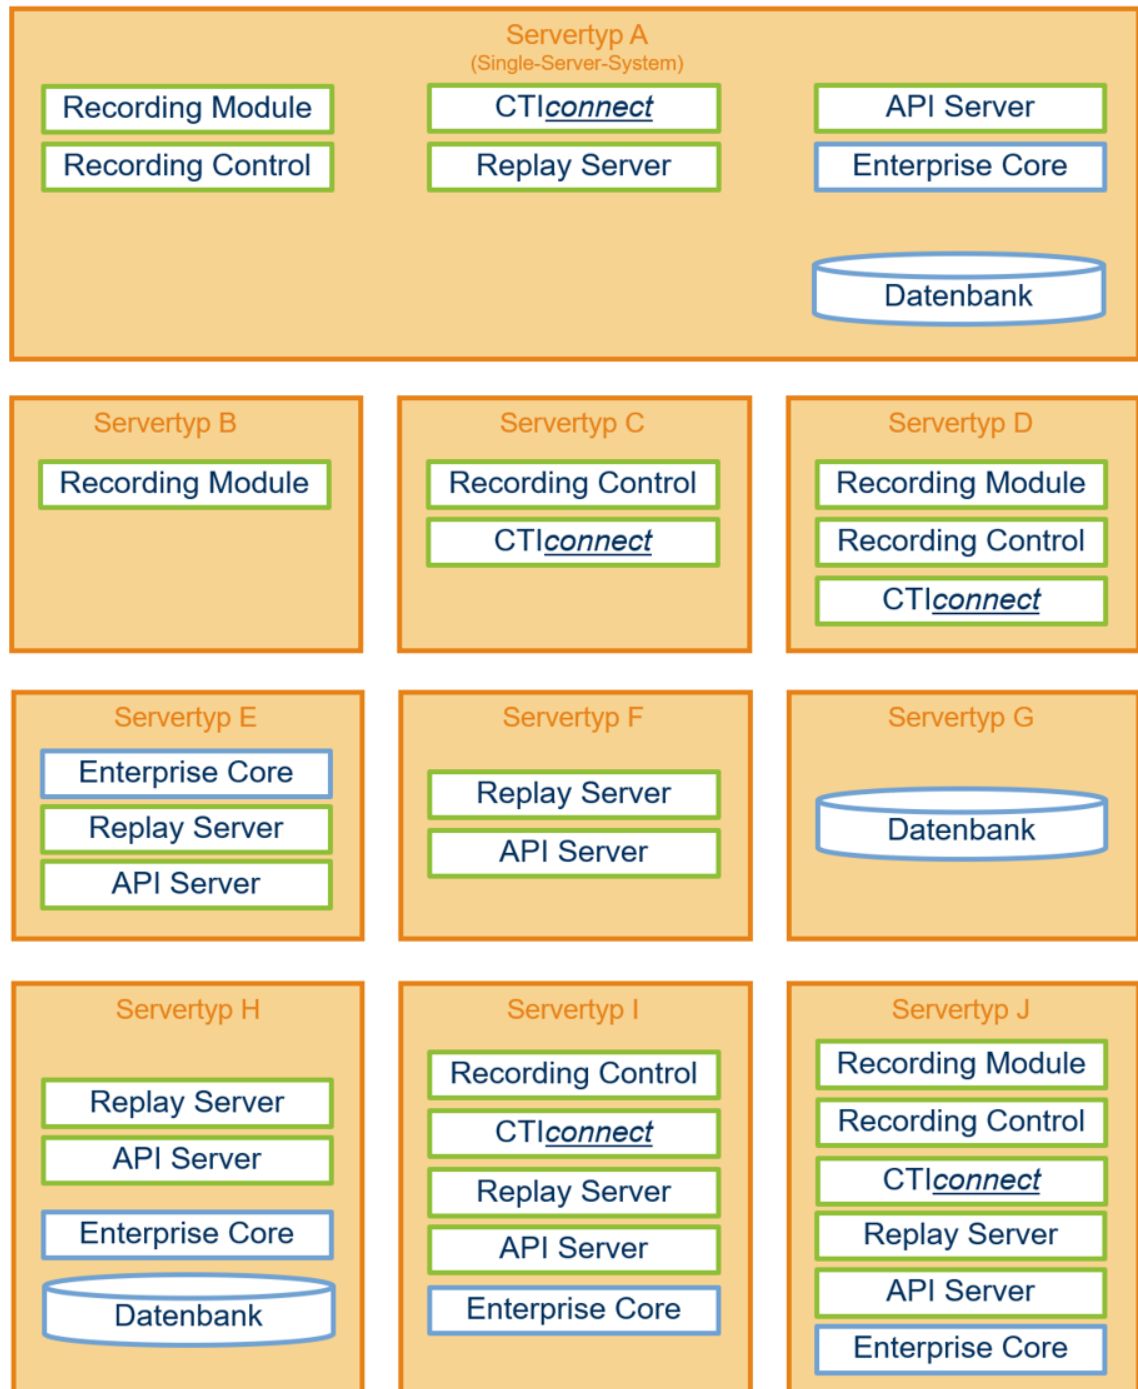 Servertyp A
(Single-Server-System)
Recording Module
CTIconnect
API Server
Recording Control
Replay Server
Enterprise Core
Datenbank
Servertyp B
Recording Module
Servertyp C
Recording Control
CTIconnect
Servertyp D
Recording Module
Recording Control
CTIconnect
Servertyp E
Enterprise Core
Replay Server
API Server
Servertyp F
Replay Server
API Server
Servertyp G
Datenbank
Servertyp H
Replay Server
API Server
Enterprise Core
Datenbank
Servertyp I
Recording Control
CTIconnect
Replay Server
API Server
Enterprise Core
Servertyp J
Recording Module
Recording Control
CTIconnect
Replay Server
API Server
Enterprise Core